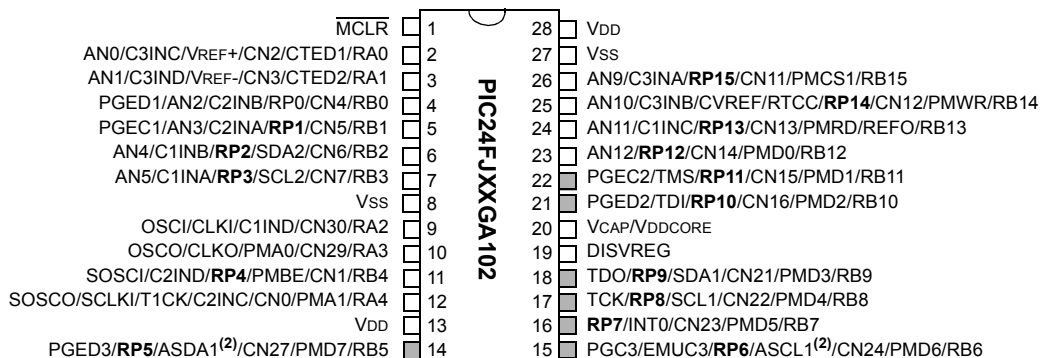 MCLR 1 28 VDD
AN0/C3INC/VREF+/CN2/CTED1/RA0 2 27 VSS
AN1/C3IND/VREF-/CN3/CTED2/RA1 3 26 AN9/C3INA/RP15/CN11/PMCS1/RB15
PGED1/AN2/C2INB/RP0/CN4/RB0 4 25 AN10/C3INB/CVREF/RTCC/RP14/CN12/PMWR/RB14
PGEC1/AN3/C2INA/RP1/CN5/RB1 5 24 AN11/C1INC/RP13/CN13/PMRD/REFO/RB13
AN4/C1INB/RP2/SDA2/CN6/RB2 6 23 AN12/RP12/CN14/PMD0/RB12
AN5/C1INA/RP3/SCL2/CN7/RB3 7 22 PGEC2/TMS/RP11/CN15/PMD1/RB11
VSS 8 21 PGED2/TDI/RP10/CN16/PMD2/RB10
OSCI/CLKI/C1IND/CN30/RA2 9 20 VCAP/VDDCORE
OSCO/CLKO/PMA0/CN29/RA3 10 19 DISVREG
SOSCI/C2IND/RP4/PMBE/CN1/RB4 11 18 TDO/RP9/SDA1/CN21/PMD3/RB9
SOSCO/SCLKI/T1CK/C2INC/CN0/PMA1/RA4 12 17 TCK/RP8/SCL1/CN22/PMD4/RB8
VDD 13 16 RP7/INT0/CN23/PMD5/RB7
PGED3/RP5/ASDA1(2)/CN27/PMD7/RB5 14 15 PGC3/EMUC3/RP6/ASCL1(2)/CN24/PMD6/RB6
PIC24FJXXGA102